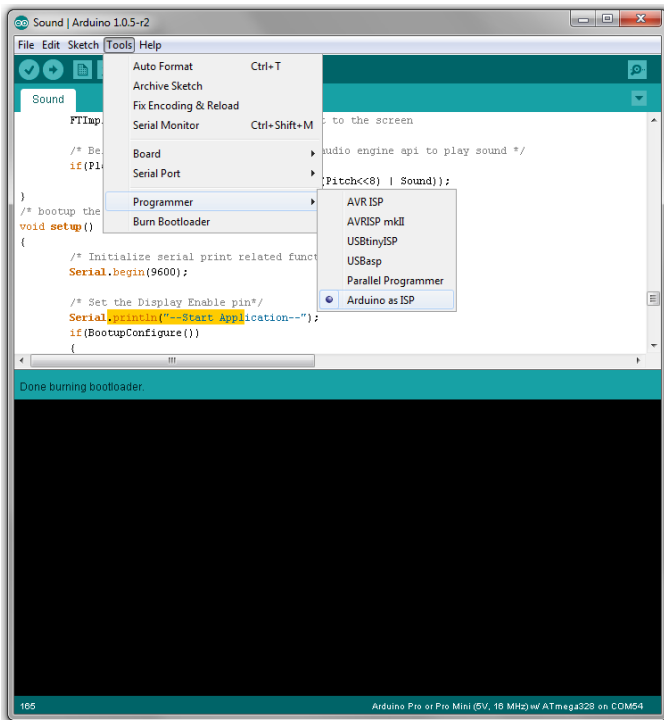 Sound | Arduino 1.0.5-r2
File Edit Sketch Tools Help
Auto Format Ctrl+T
Archive Sketch
Sound
Fix Encoding & Reload
FTImp
Serial Monitor Ctrl+Shift+M
t to the screen
/* Be
Board
udio engine api to play sound */
if(Pl
Serial Port
(Pitch<<8) | Sound));
}
Programmer
AVR ISP
/* bootup the
Burn Bootloader
AVRISP mkII
void setup()
USBtinyISP
{
/* Initialize serial print related funct
USBasp
Serial.begin(9600);
Parallel Programmer
/* Set the Display Enable pin*/
Arduino as ISP
Serial.println("--Start Application--");
if(BootupConfigure())
{
Done burning bootloader.
165
Arduino Pro or Pro Mini (5V, 16 MHz) w/ ATmega328 on COM54